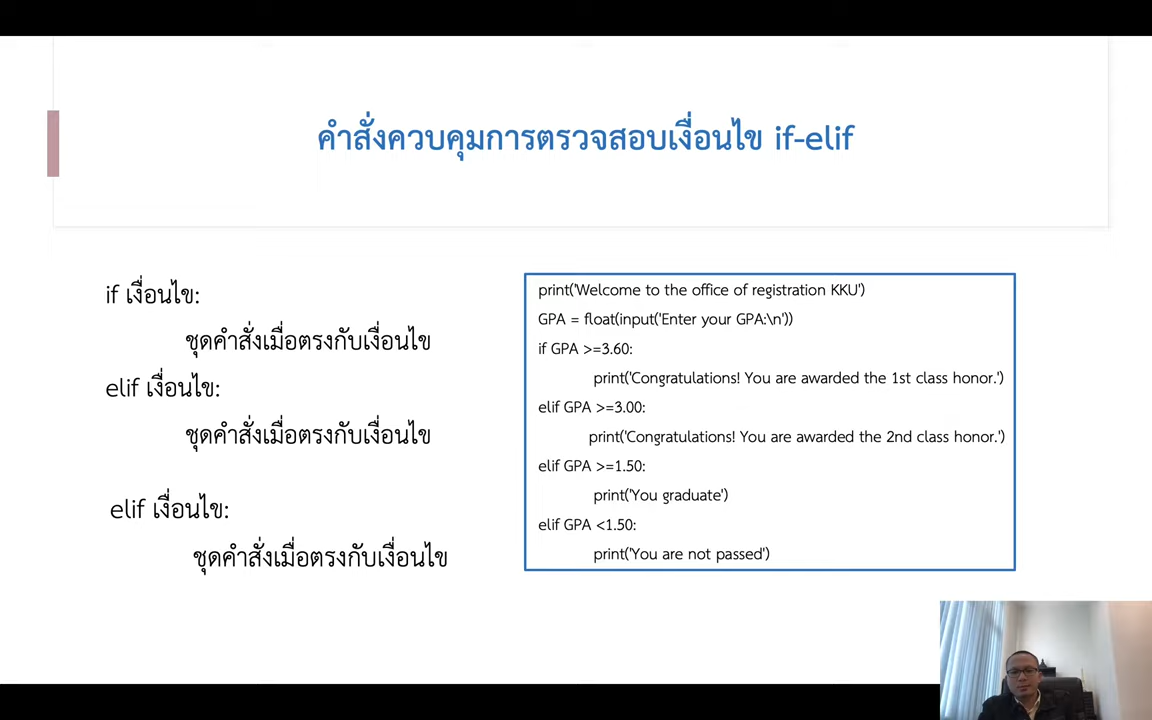 คำสั่งควบคุมการตรวจสอบเงื่อนไข if-elif
if เงื่อนไข:
ชุดคำสั่งเมื่อตรงกับเงื่อนไข
elif เงื่อนไข:
ชุดคำสั่งเมื่อตรงกับเงื่อนไข
elif เงื่อนไข:
ชุดคำสั่งเมื่อตรงกับเงื่อนไข
print('Welcome to the office of registration KKU')
GPA = float(input('Enter your GPA:\n'))
if GPA >=3.60:
print('Congratulations! You are awarded the 1st class honor.')
elif GPA >=3.00:
print('Congratulations! You are awarded the 2nd class honor.')
elif GPA >=1.50:
print('You graduate')
elif GPA <1.50:
print('You are not passed')